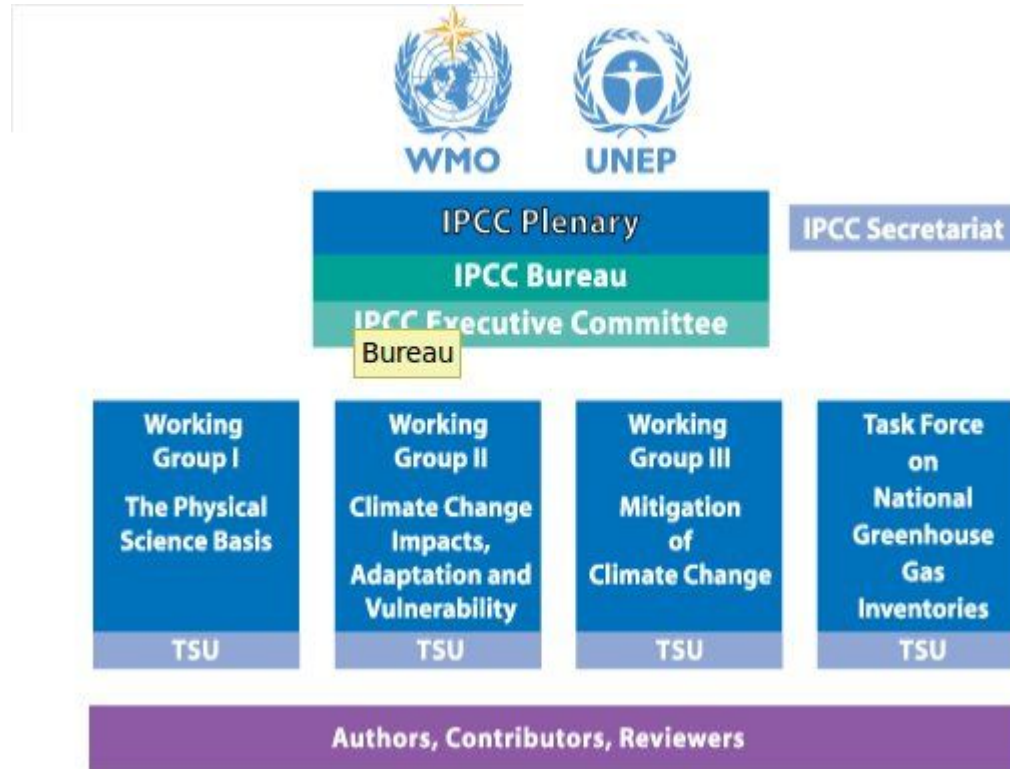 WMO
UNEP
IPCC Plenary
IPCC Secretariat
IPCC Bureau
IPCC Executive Committee
Bureau
Working
Group I
The Physical
Science Basis
TSU
Working
Group II
Climate Change
Impacts,
Adaptation and
Vulnerability
TSU
Working
Group III
Mitigation
of
Climate Change
TSU
Task Force
on
National
Greenhouse
Gas
Inventories
TSU
Authors, Contributors, Reviewers